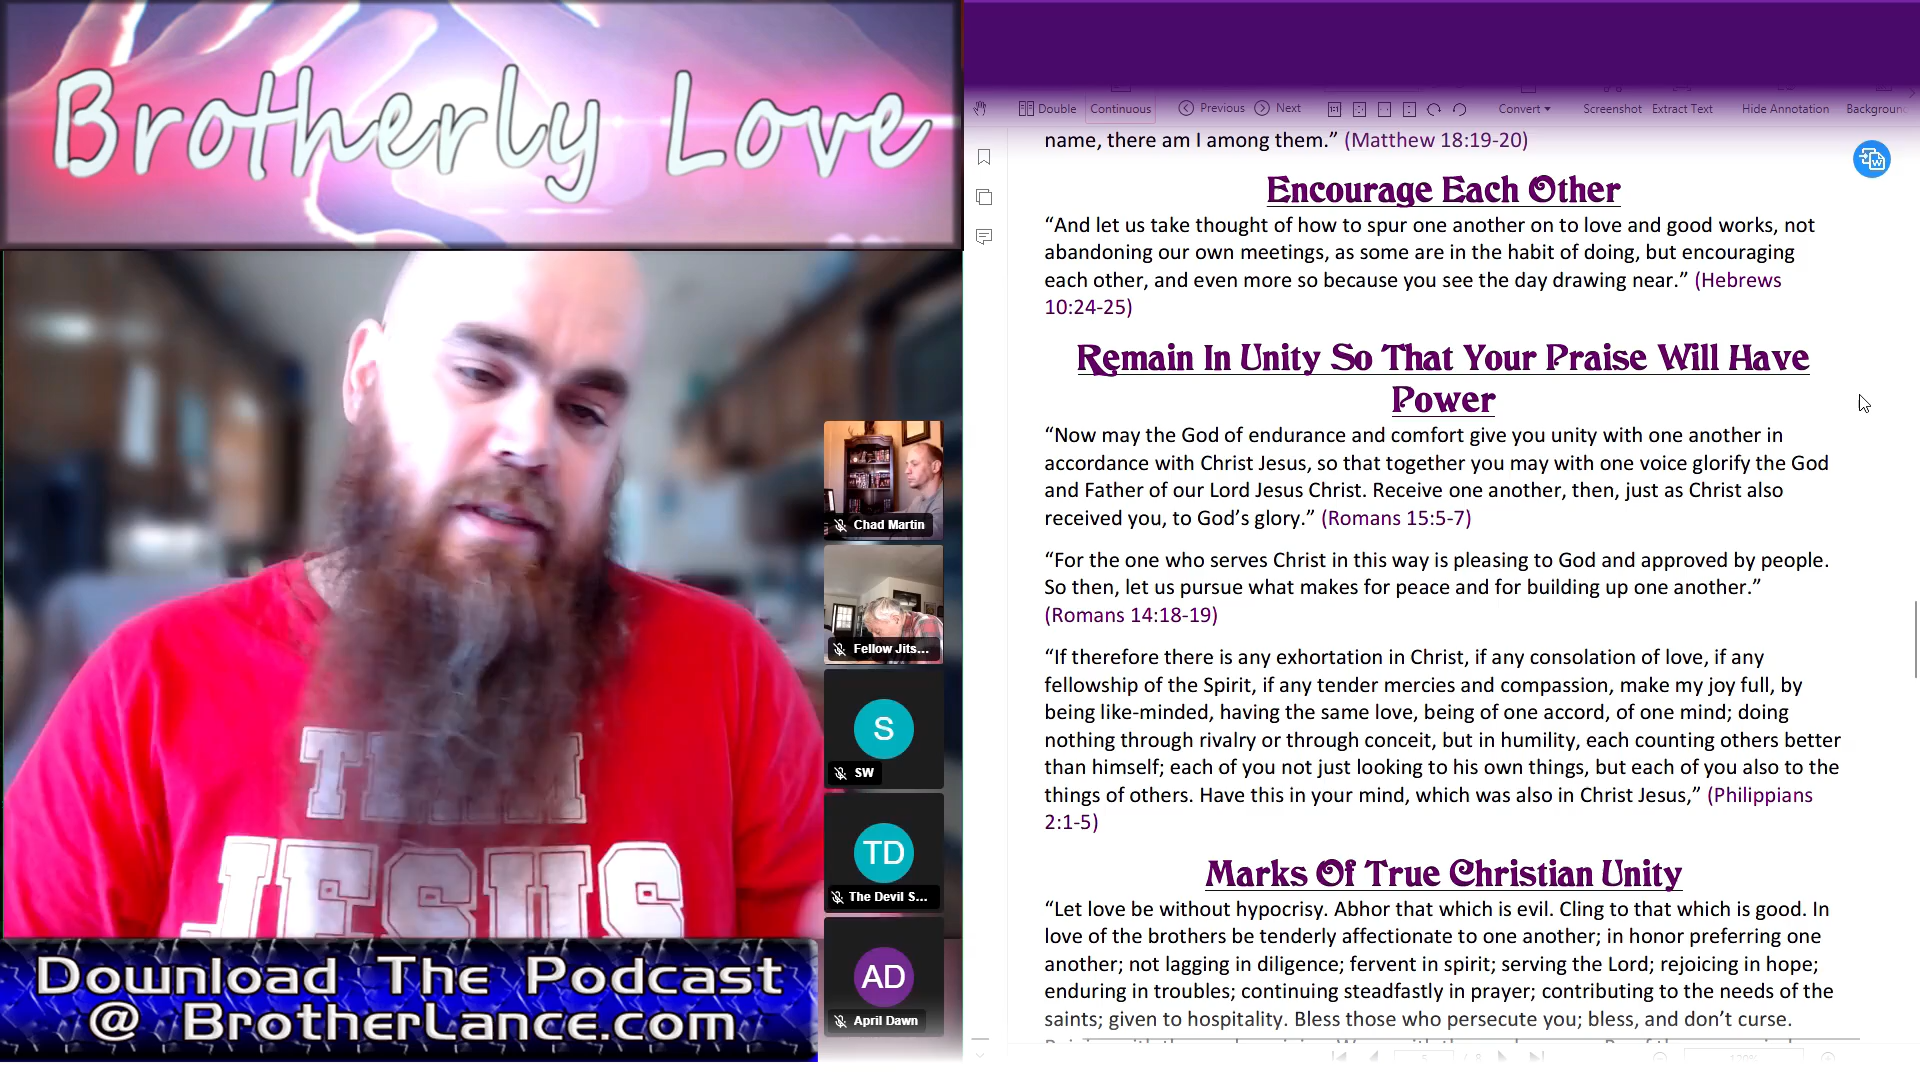 Brotherly Love
Double
Continuous
Previous
Next
Convert
Screenshot
Extract Text
Hide Annotation
name, there am I among them.” (Matthew 18:19-20)
Encourage Each Other
“And let us take thought of how to spur one another on to love and good works, not
abandoning our own meetings, as some are in the habit of doing, but encouraging
each other, and even more so because you see the day drawing near.” (Hebrews
10:24-25)
Remain In Unity So That Your Praise Will Have
Power
“Now may the God of endurance and comfort give you unity with one another in
accordance with Christ Jesus, so that together you may with one voice glorify the God
and Father of our Lord Jesus Christ. Receive one another, then, just as Christ also
received you, to God’s glory.” (Romans 15:5-7)
“For the one who serves Christ in this way is pleasing to God and approved by people.
So then, let us pursue what makes for peace and for building up one another.”
(Romans 14:18-19)
“If therefore there is any exhortation in Christ, if any consolation of love, if any
fellowship of the Spirit, if any tender mercies and compassion, make my joy full, by
being like-minded, having the same love, being of one accord, of one mind; doing
nothing through rivalry or through conceit, but in humility, each counting others better
than himself; each of you not just looking to his own things, but each of you also to the
things of others. Have this in your mind, which was also in Christ Jesus,” (Philippians
2:1-5)
Marks Of True Christian Unity
“Let love be without hypocrisy. Abhor that which is evil. Cling to that which is good. In
love of the brothers be tenderly affectionate to one another; in honor preferring one
another; not lagging in diligence; fervent in spirit; serving the Lord; rejoicing in hope;
enduring in troubles; continuing steadfastly in prayer; contributing to the needs of the
saints; given to hospitality. Bless those who persecute you; bless, and don’t curse.
Chad Martin
Fellow Jits...
S
SW
TD
The Devil S...
AD
April Dawn
JESUS
Download The Podcast
@ BrotherLance.com